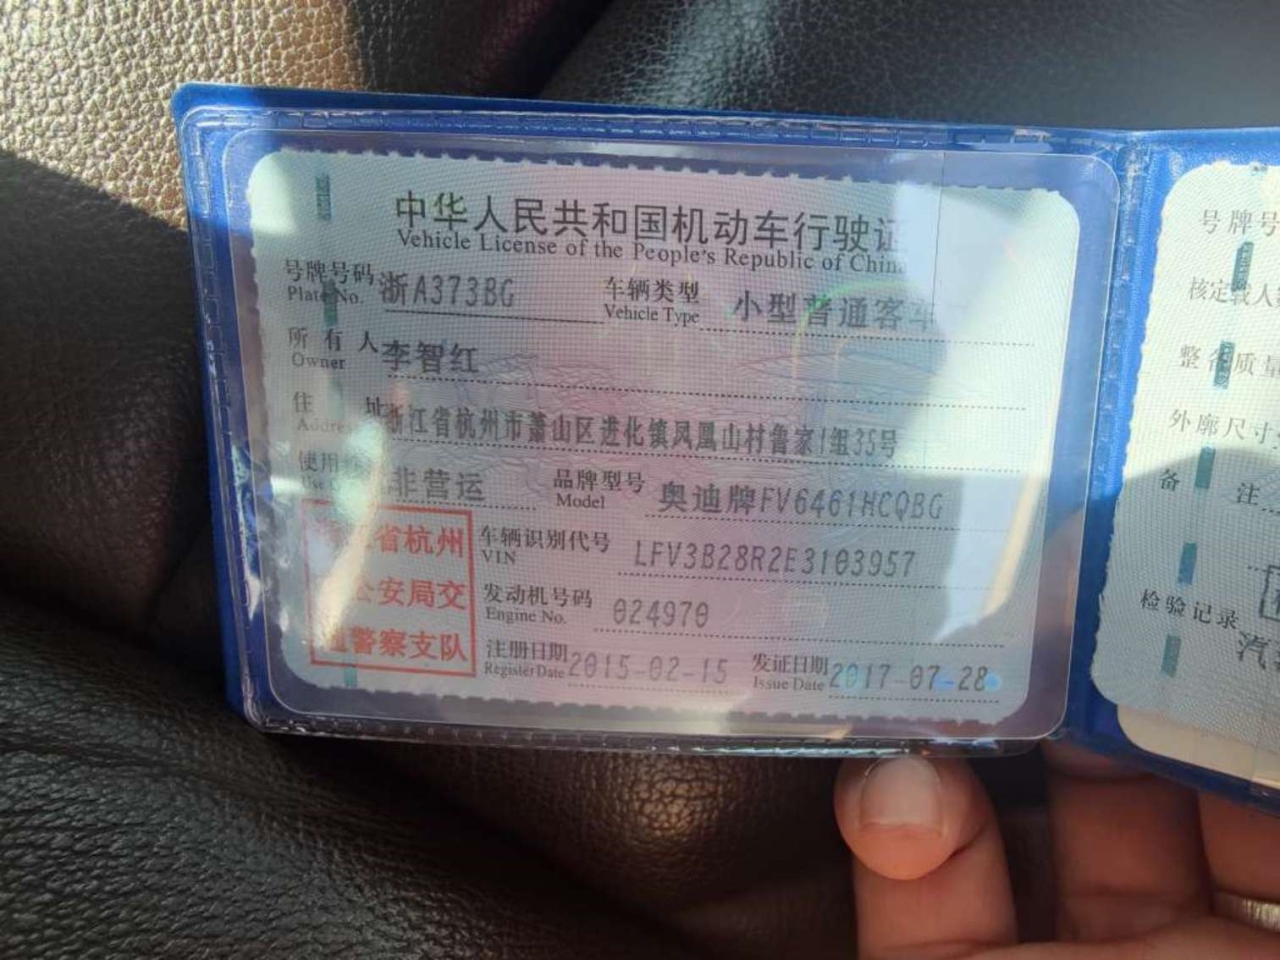 中华人民共和国机动车行驶证
Vehicle License of the People's Republic of China
号牌号码 浙A373BG 车辆类型 小型普通客车
Plate No. Vehicle Type
所有人 李智红
Owner
住址 浙江省杭州市萧山区进化镇凤凰山村鲁家1组35号
Address
使用 非营运 品牌型号 奥迪牌FV6461HCQBG
Use Model
省杭州 车辆识别代号 LFV3B28R2E3103957
VIN
公安局交 发动机号码 024970
Engine No.
警察支队 注册日期 2015-02-15 发证日期 2017-07-28
Register Date Issue Date
号牌号
核定载人
整备质量
外廓尺寸
备注
检验记录
汽